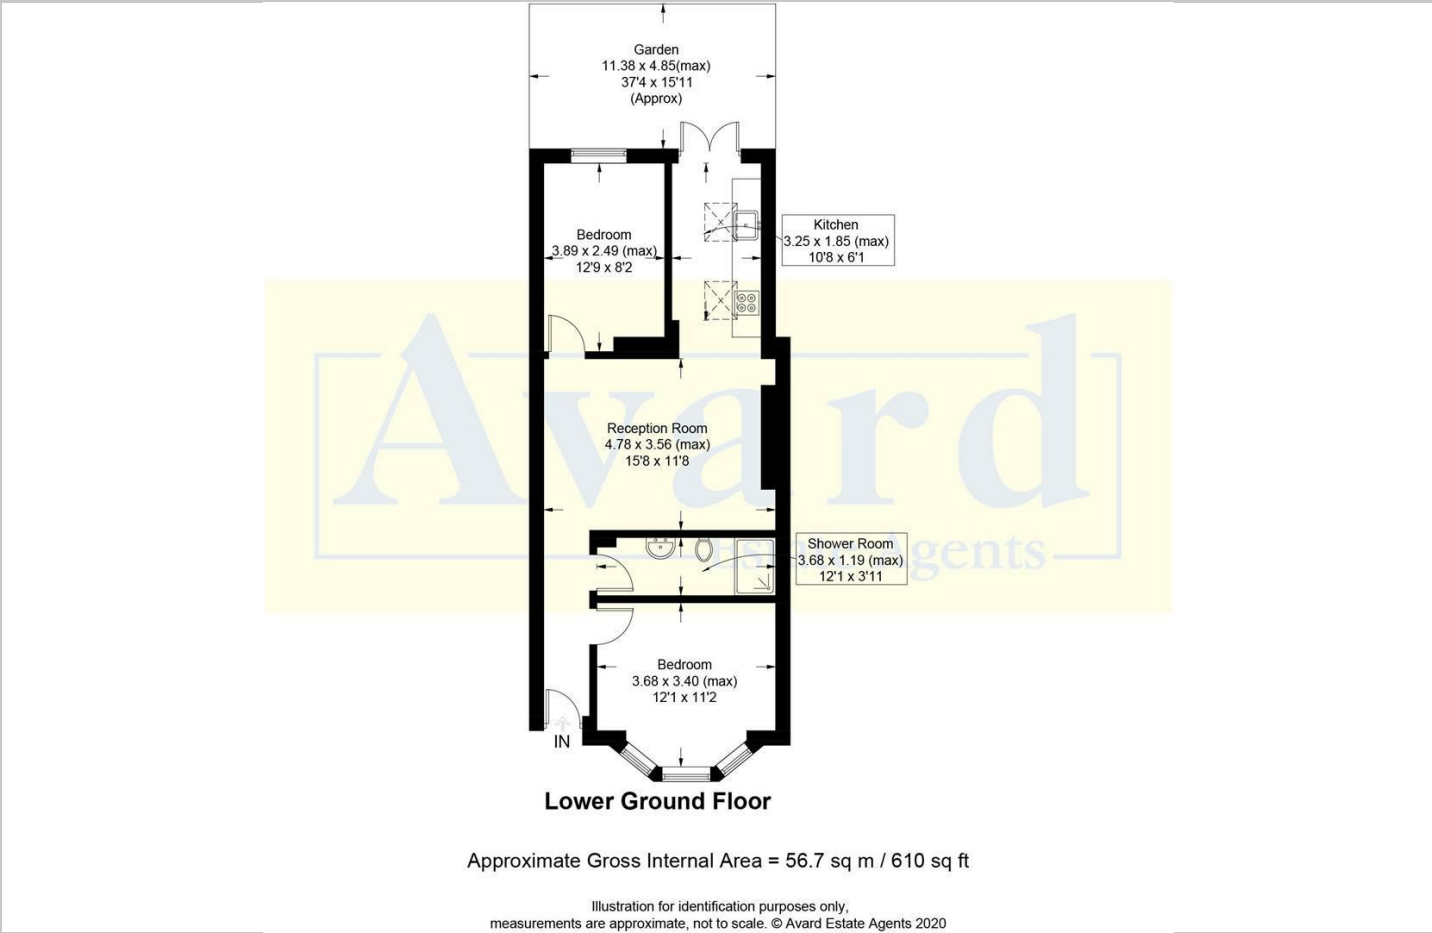 Garden
11.38 x 4.85(max)
37'4 x 15'11
(Approx)
Bedroom
3.89 x 2.49 (max)
12'9 x 8'2
Kitchen
3.25 x 1.85 (max)
10'8 x 6'1
Avard
Estate Agents
Reception Room
4.78 x 3.56 (max)
15'8 x 11'8
Shower Room
3.68 x 1.19 (max)
12'1 x 3'11
Bedroom
3.68 x 3.40 (max)
12'1 x 11'2
IN
Lower Ground Floor
Approximate Gross Internal Area = 56.7 sq m / 610 sq ft
Illustration for identification purposes only,
measurements are approximate, not to scale. © Avard Estate Agents 2020